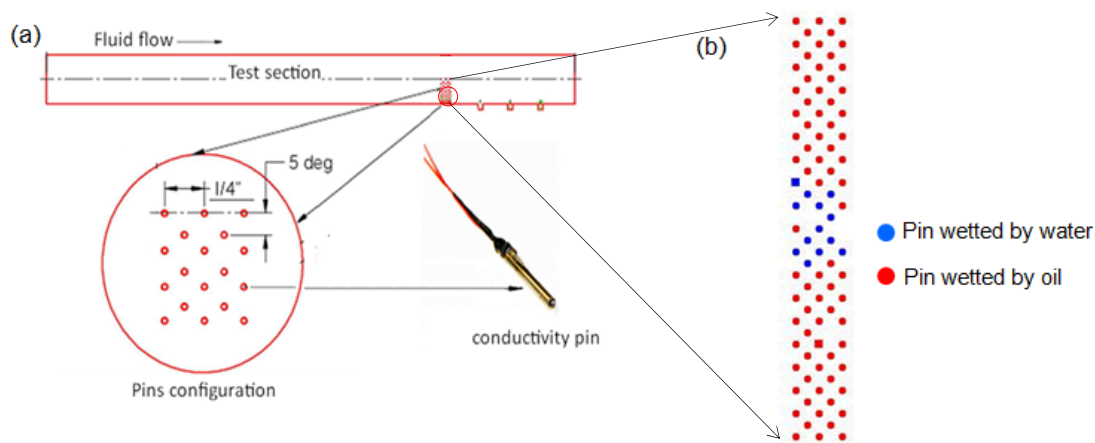 (a)
Fluid flow
(b)
Test section
5 deg
1/4"
Pin wetted by water
Pin wetted by oil
conductivity pin
Pins configuration